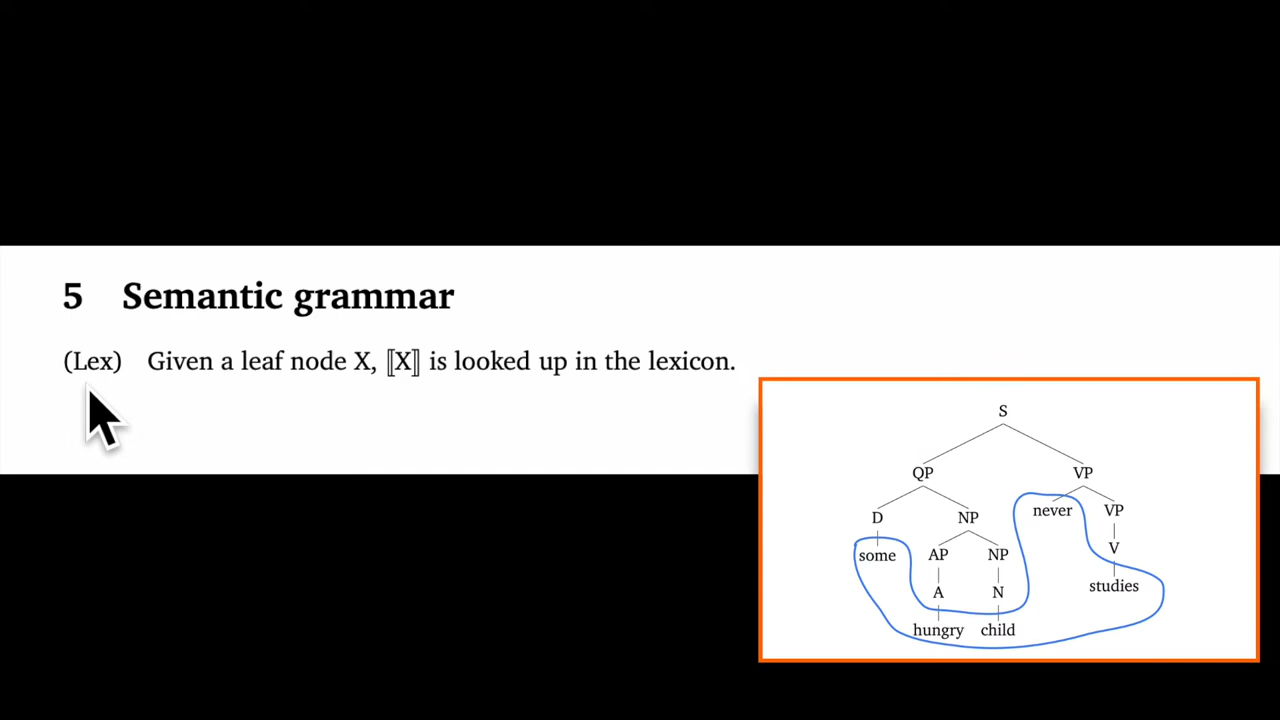 5 Semantic grammar
(Lex) Given a leaf node X, ⟦X⟧ is looked up in the lexicon.
S
QP VP
D NP never VP
some AP NP V
A N studies
hungry child